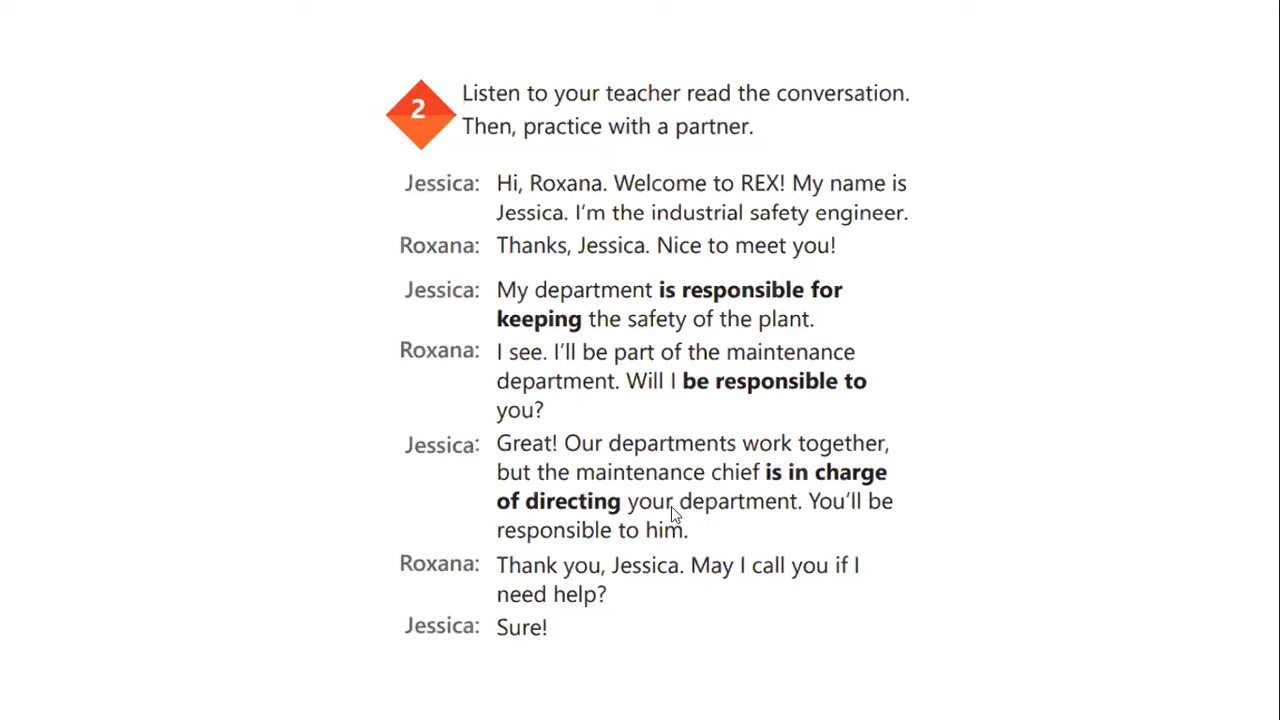 2
Listen to your teacher read the conversation.
Then, practice with a partner.
Jessica: Hi, Roxana. Welcome to REX! My name is
Jessica. I'm the industrial safety engineer.
Roxana: Thanks, Jessica. Nice to meet you!
Jessica: My department is responsible for
keeping the safety of the plant.
Roxana: I see. I'll be part of the maintenance
department. Will I be responsible to
you?
Jessica: Great! Our departments work together,
but the maintenance chief is in charge
of directing your department. You'll be
responsible to him.
Roxana: Thank you, Jessica. May I call you if I
need help?
Jessica: Sure!